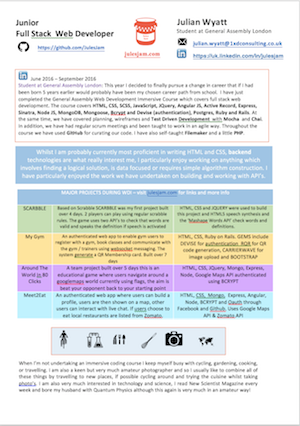 Junior
Full Stack Web Developer
https://github.com/julesjam
julesjam.com
Julian Wyatt
Student at General Assembly London
julian.wyatt@1xdconsulting.co.uk
https://uk.linkedin.com/in/julesjam
June 2016 – September 2016
Student at General Assembly London: This year I decided to finally pursue a change in career that if I had
been born 5 years earlier would probably have been my chosen career path from school. I have just
completed the General Assembly Web Development Immersive Course which covers full stack web
development. The course covers HTML, CSS, SCSS, JavaScript, JQuery, Angular JS, Active Record, Express,
Sinatra, Node JS, MongoDB, Mongoose, Bcrypt and Devise (authentication), Postgres, Ruby and Rails. At
the same time, we have covered planning, wireframes and Test Driven Development with Mocha and Chai.
In addition, we have had regular scrum meetings and been taught to work in an agile way. Throughout the
course we have used Github for curating our code. I have also self-taught Filemaker and a little PHP.
Whilst I am probably currently most proficient in writing HTML and CSS, backend
technologies are what really interest me, I particularly enjoy working on anything which
involves finding a logical solution, is data focused or requires simple algorithm construction. I
have particularly enjoyed the work we have undertaken on building and working with API's.
MAJOR PROJECTS DURING WDI – visit julesjam.com for links and more info
SCRABBLE
Based on Scrabble SCARBBLE was my first project built
over 4 days. 2 players can play using regular scrabble
rules. The game uses two API's to check that words are
valid and speaks the definition if speech is activated
HTML, CSS and JQUERY were used to build
this project and HTML5 speech synthesis and
the Mashape Words API check words and
definitions.
My Gym
An authenticated web app to enable gym users to
register with a gym, book classes and communicate with
the gym / trainers using websocket messaging. The
system generate a QR Membership card. Built over 7
days
HTML, CSS, Ruby on Rails. GEMS include
DEVISE for authentication, RQR for QR
code generation, CARRIERWAVE for
image upload and BOOTSTRAP
Around The
World in 80
Clicks
A team project built over 5 days this is an
educational game where users navigate around a
googlemaps world currently using flags, the aim is
beat your opponent back to your starting point
HTML, CSS, JQuery, Mongo, Express,
Node, Google Maps API authenticated
using BCRYPT
Meet2Eat
An authenticated web app where users can build a
profile, users are then shown on a map, other
users can interact with live chat. If users choose to
eat local restaurants are listed from Zomato.
HTML, CSS, Mongo, Express, Angular,
Node, BCRYPT and Oauth through
Facebook and Github. Uses Google Maps
API & Zomato API
When I'm not undertaking an immersive coding course I keep myself busy with cycling, gardening, cooking,
or travelling. I am also a keen but very much amateur photographer and so I usually like to combine all of
these things by travelling to new places, if possible cycling around and trying the cuisine whilst taking
photo's. I am also very much interested in technology and science, I read New Scientist Magazine every
week and bore my husband with Quantum Physics although this again is very much in an amateur way!